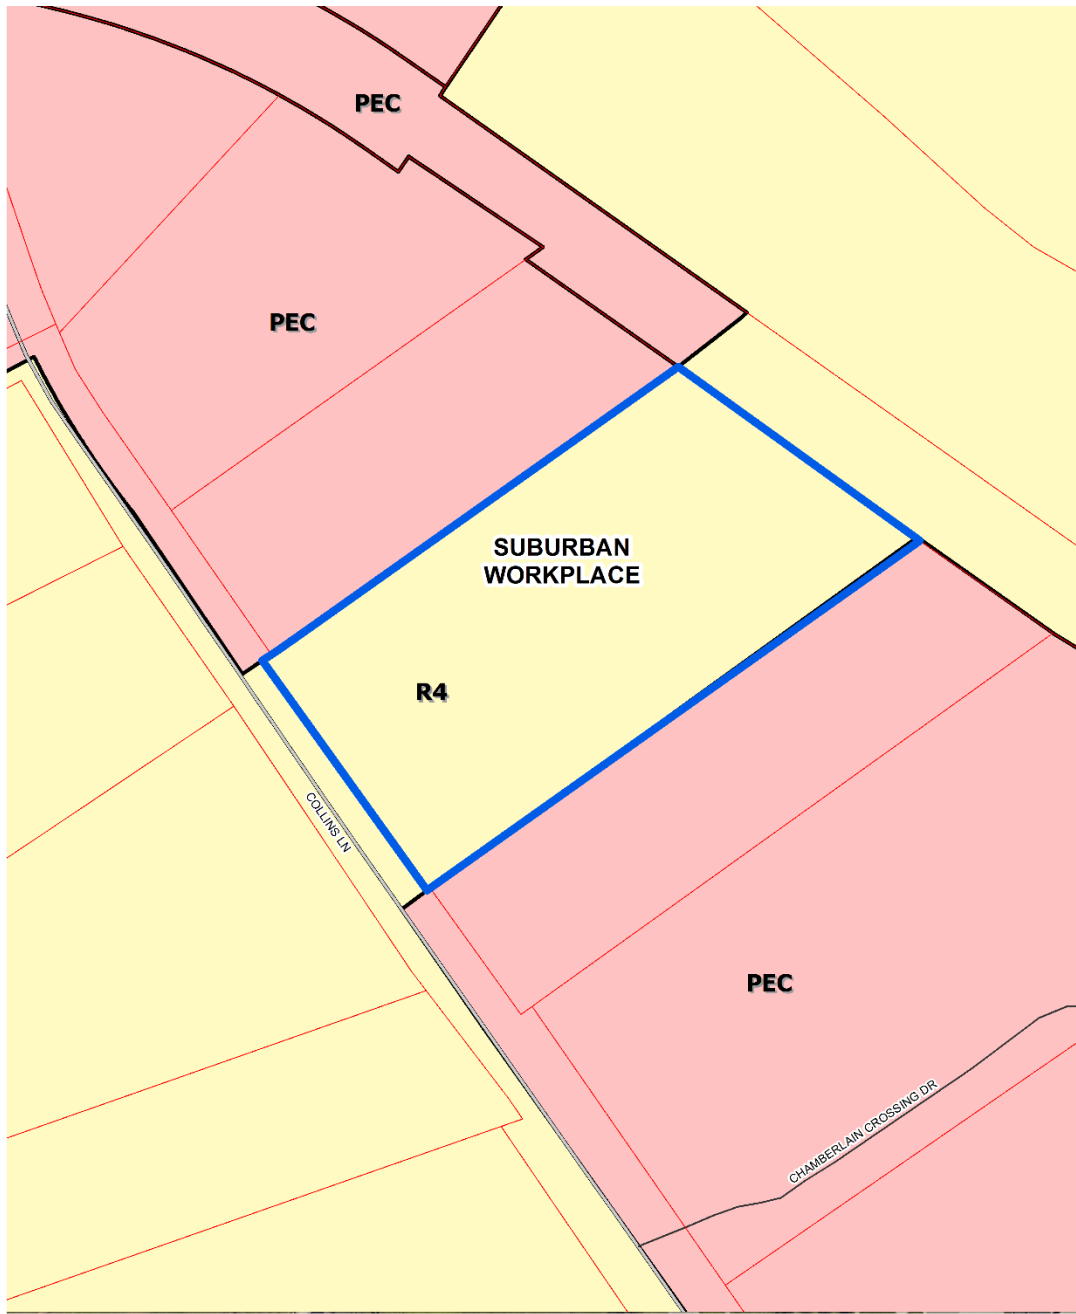 PEC
PEC
SUBURBAN
WORKPLACE
R4
COLLINS LN
PEC
CHAMBERLAIN CROSSING DR